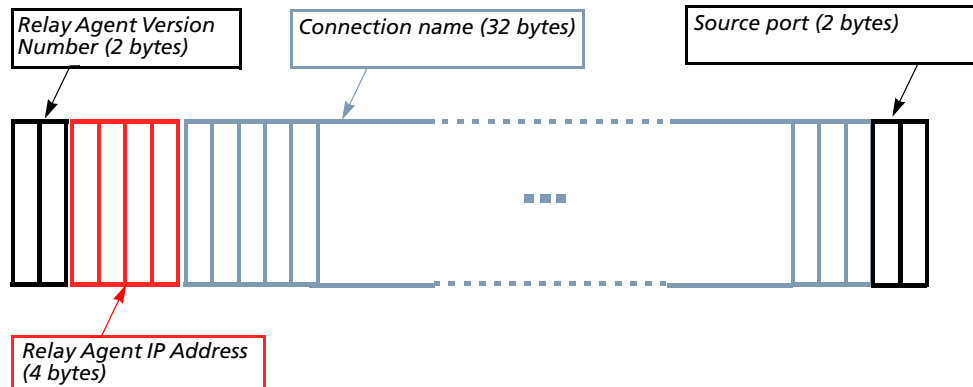 Relay Agent Version
Number (2 bytes)
Connection name (32 bytes)
Source port (2 bytes)
Relay Agent IP Address
(4 bytes)